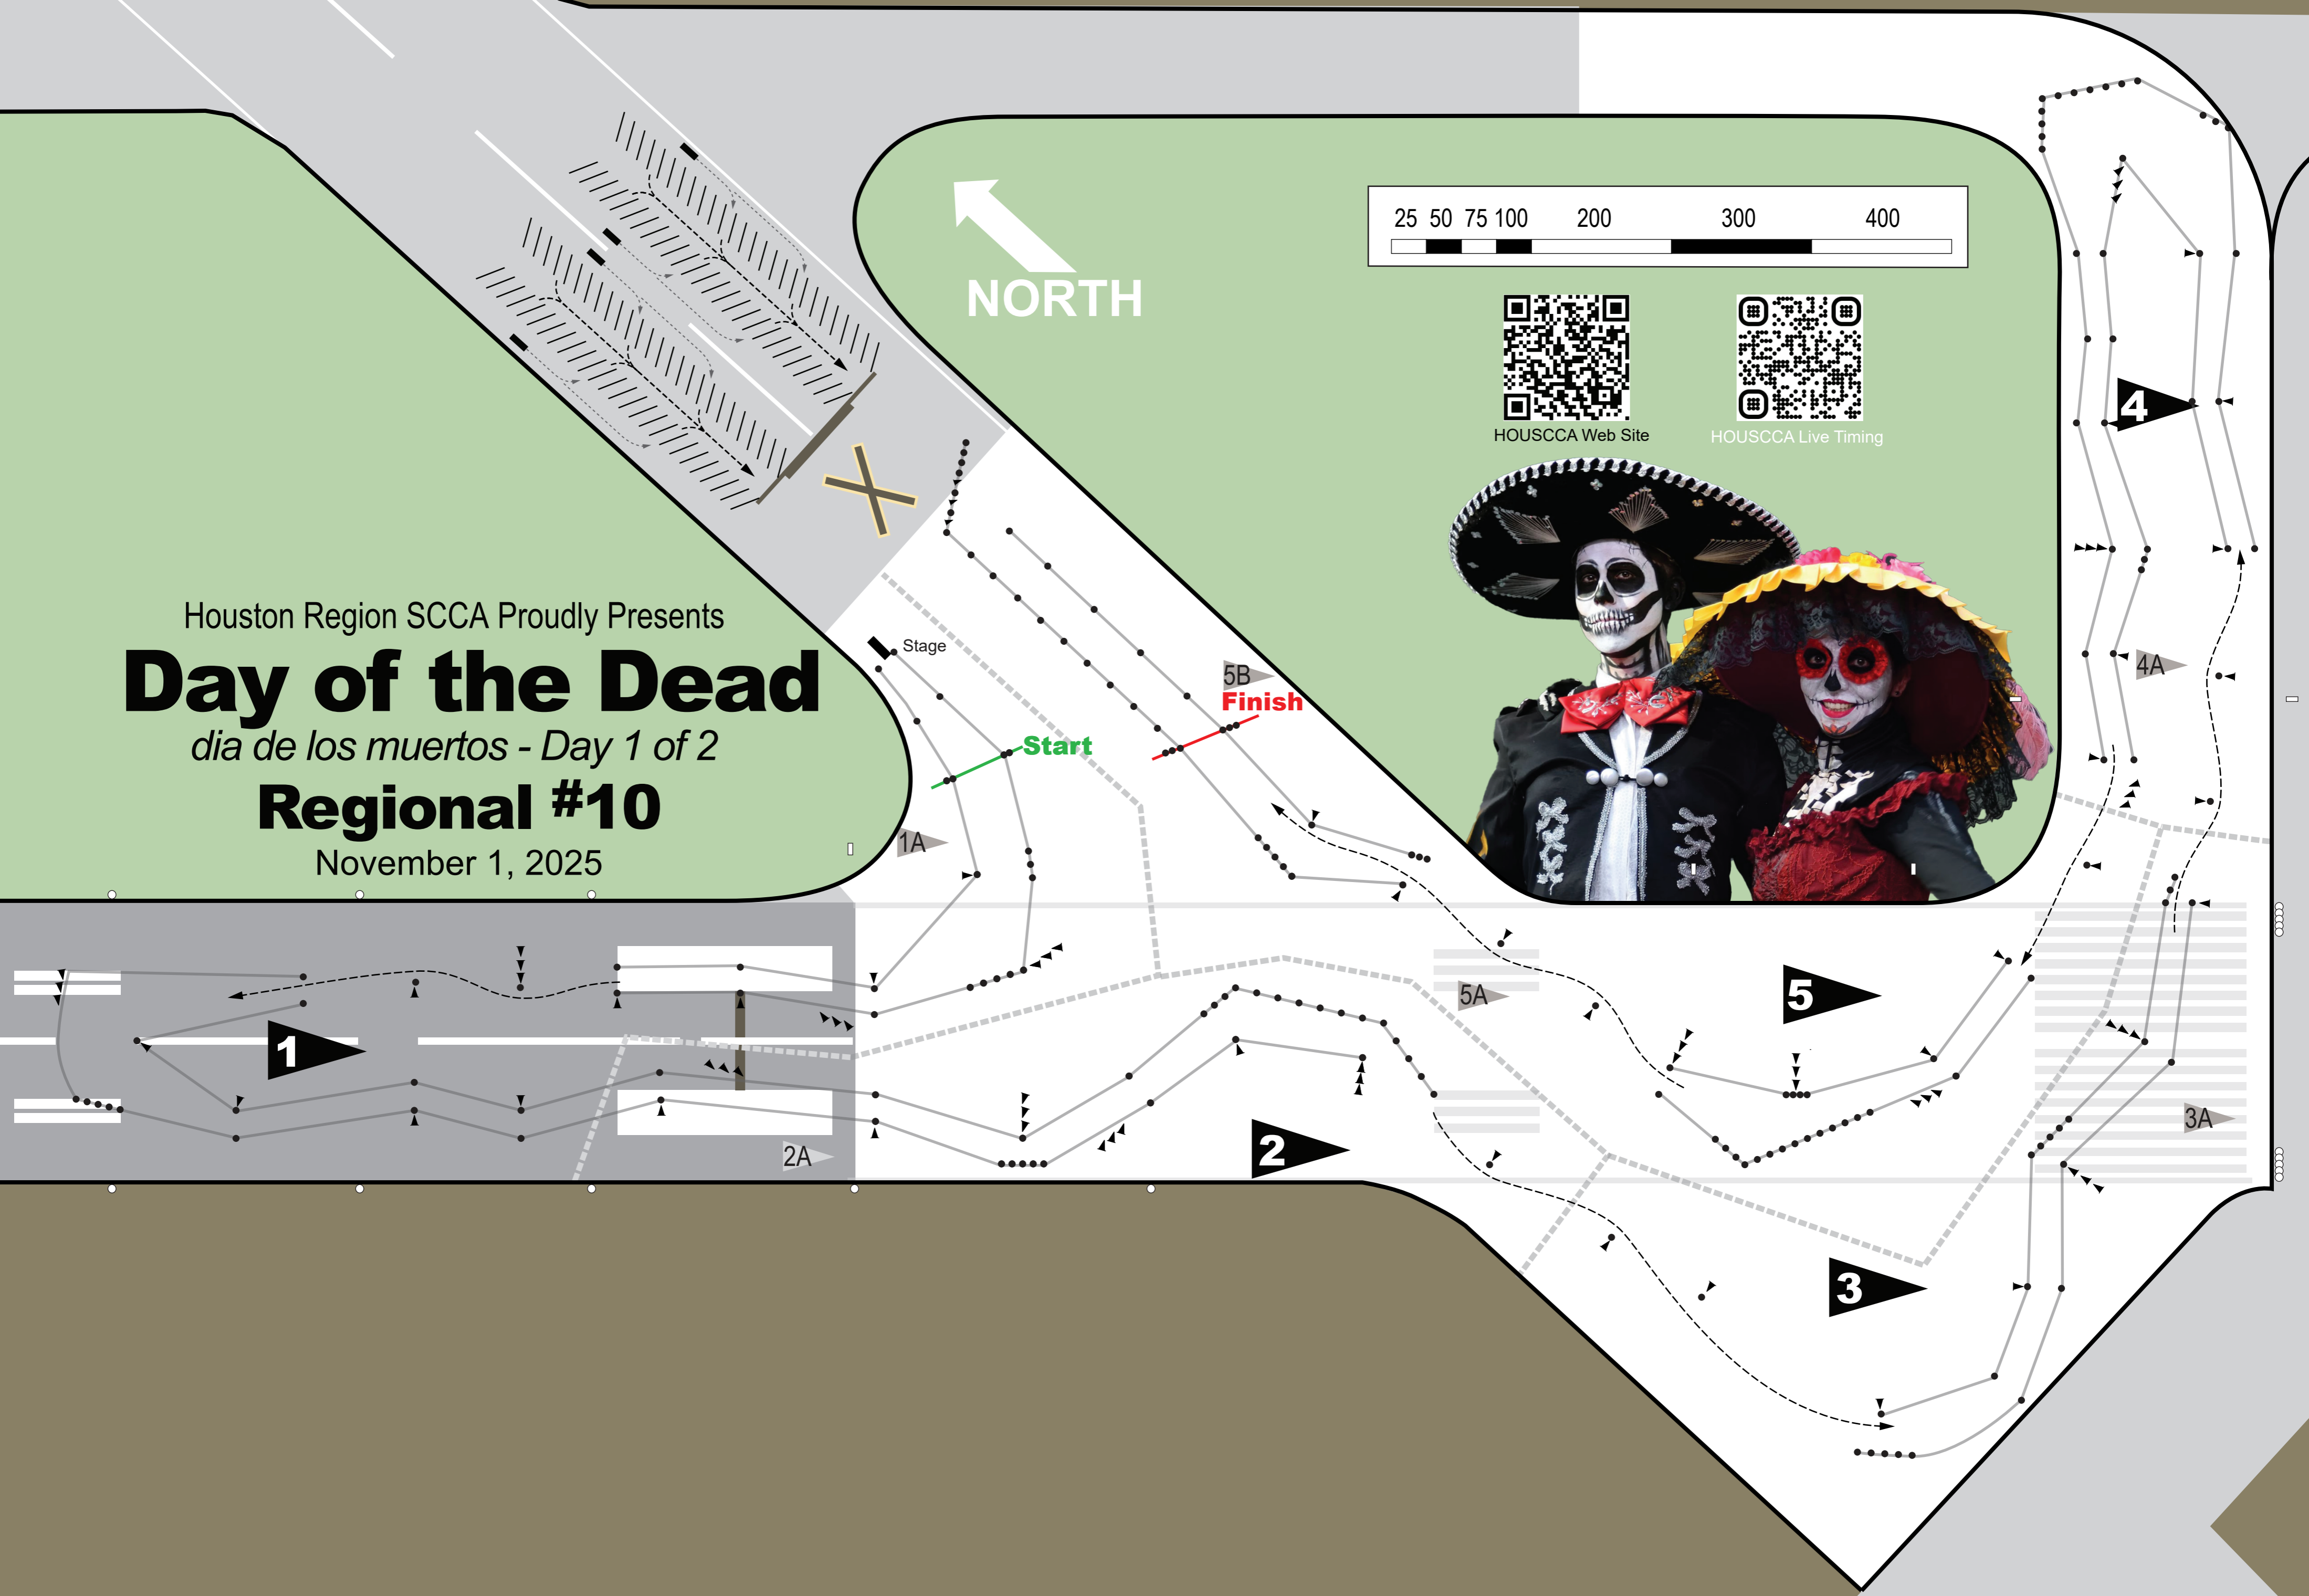 Houston Region SCCA Proudly Presents
Day of the Dead
dia de los muertos - Day 1 of 2
Regional #10
November 1, 2025
NORTH
25 50 75 100 200 300 400
HOUSCCA Web Site
HOUSCCA Live Timing
Stage
Start
Finish
5B
1A
4
4A
1
2A
2
5A
5
3A
3